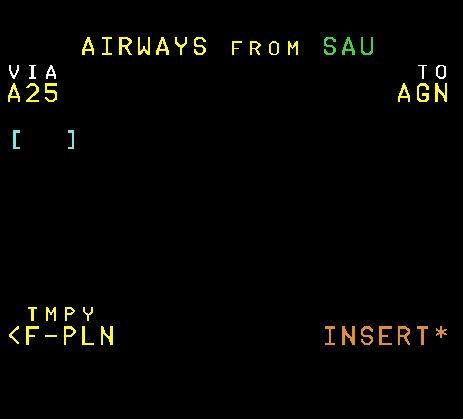 AIRWAYS FROM SAU
VIA TO
A25 AGN
[ ]
TMPY
<F-PLN INSERT*